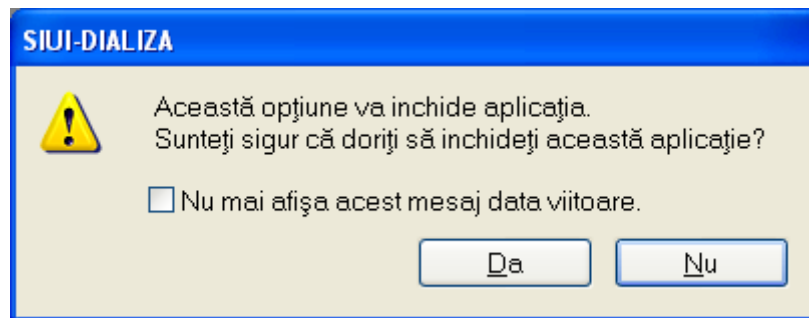 SIUI-DIALIZA
Această opţiune va inchide aplicaţia.
Sunteţi sigur că doriţi să inchideţi această aplicaţie?
Nu mai afişa acest mesaj data viitoare.
Da
Nu